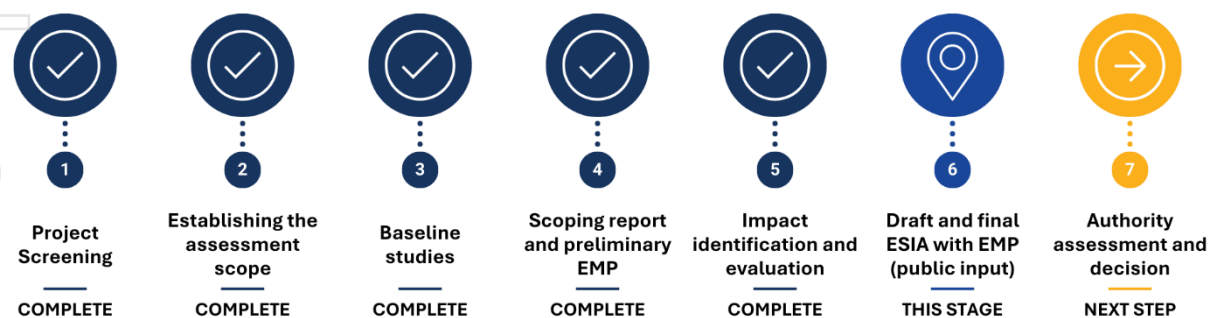 1
Project
Screening
COMPLETE
2
Establishing the
assessment
scope
COMPLETE
3
Baseline
studies
COMPLETE
4
Scoping report
and preliminary
EMP
COMPLETE
5
Impact
identification and
evaluation
COMPLETE
6
Draft and final
ESIA with EMP
(public input)
THIS STAGE
7
Authority
assessment and
decision
NEXT STEP